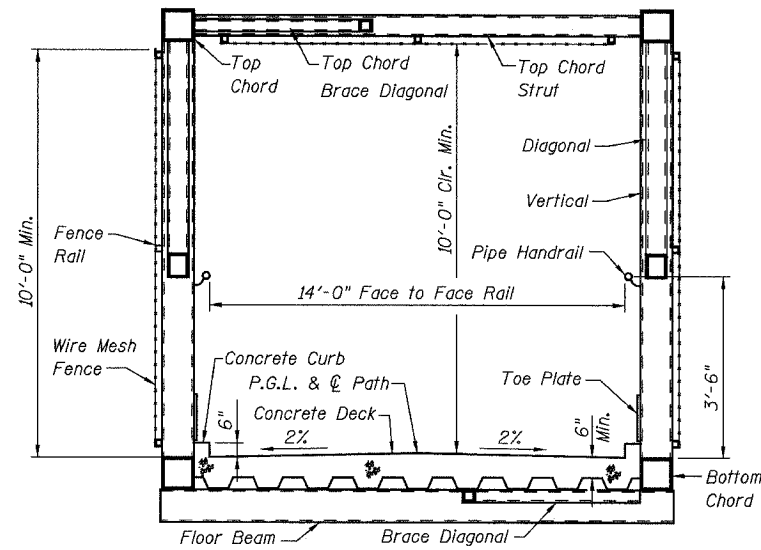 Top
Chord
Top Chord
Brace Diagonal
Top Chord
Strut
Diagonal
Vertical
10'-0" Min.
10'-0" Clr. Min.
Fence
Rail
Pipe Handrail
14'-0" Face to Face Rail
Wire Mesh
Fence
Concrete Curb
P.G.L. & ℄ Path
Concrete Deck
Toe Plate
3'-6"
6"
2%
2%
6"
Min.
Bottom
Chord
Floor Beam
Brace Diagonal